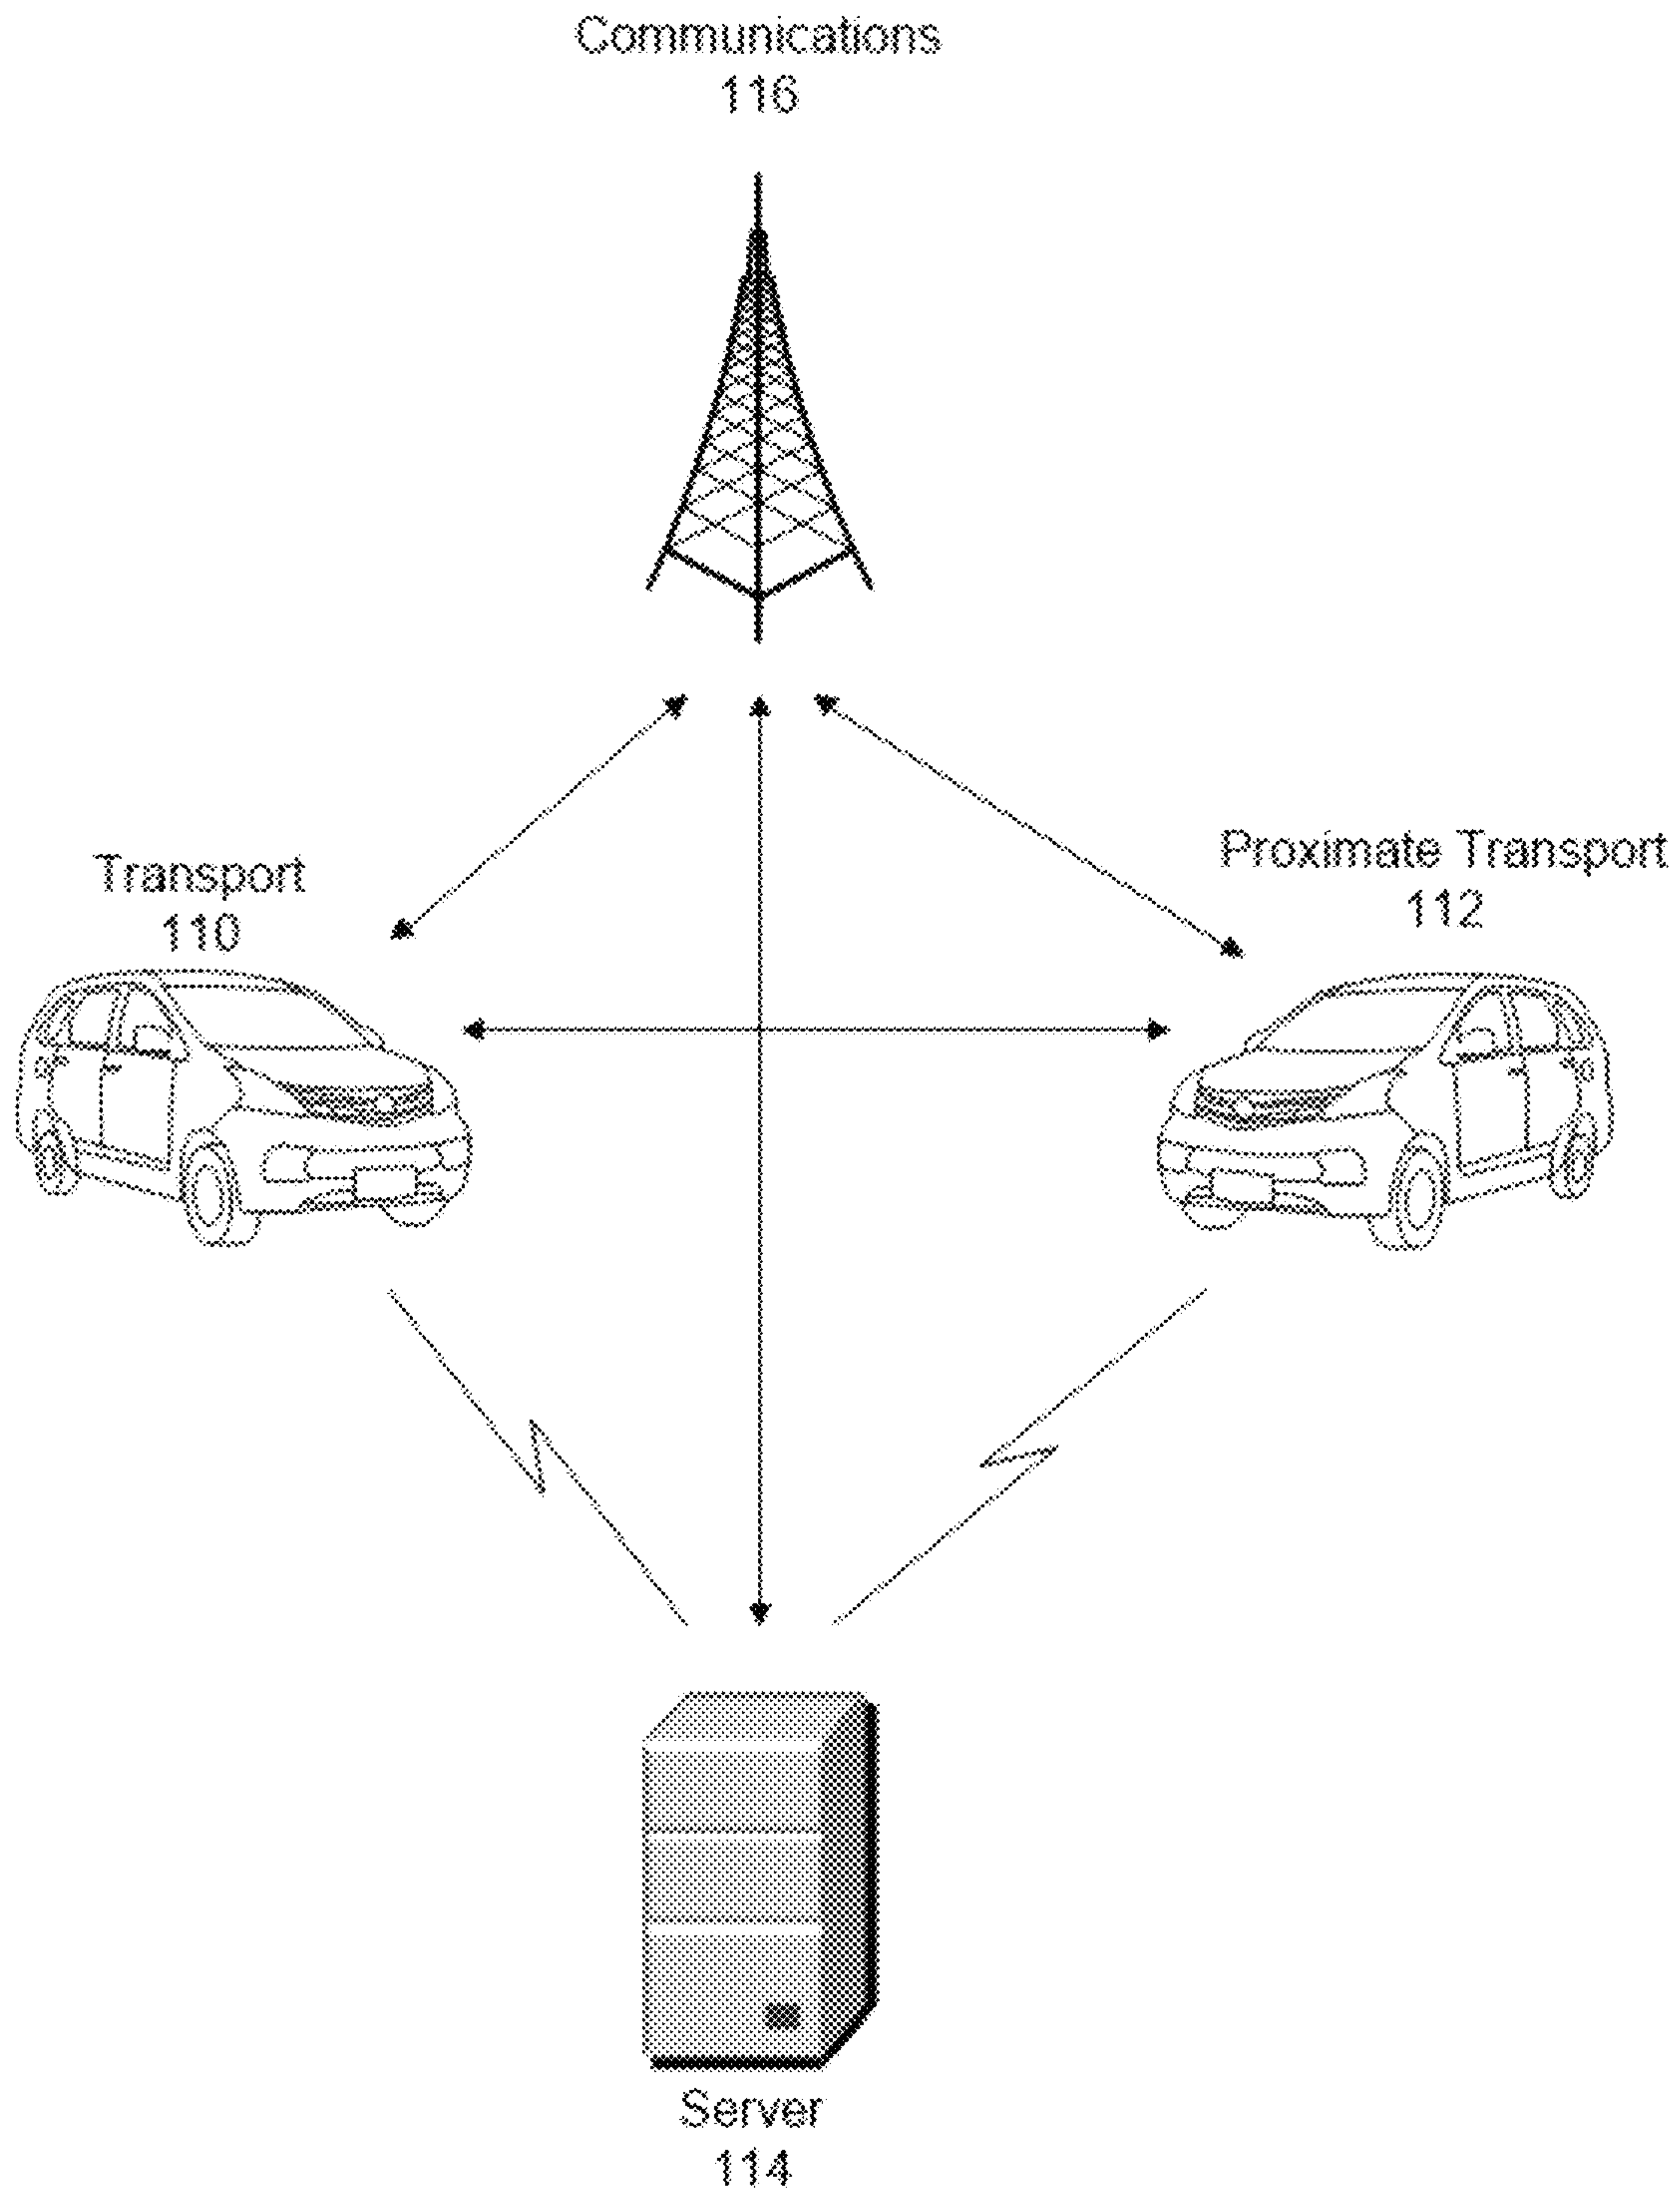 Communications
116
Transport
110
Proximate Transport
112
Server
114